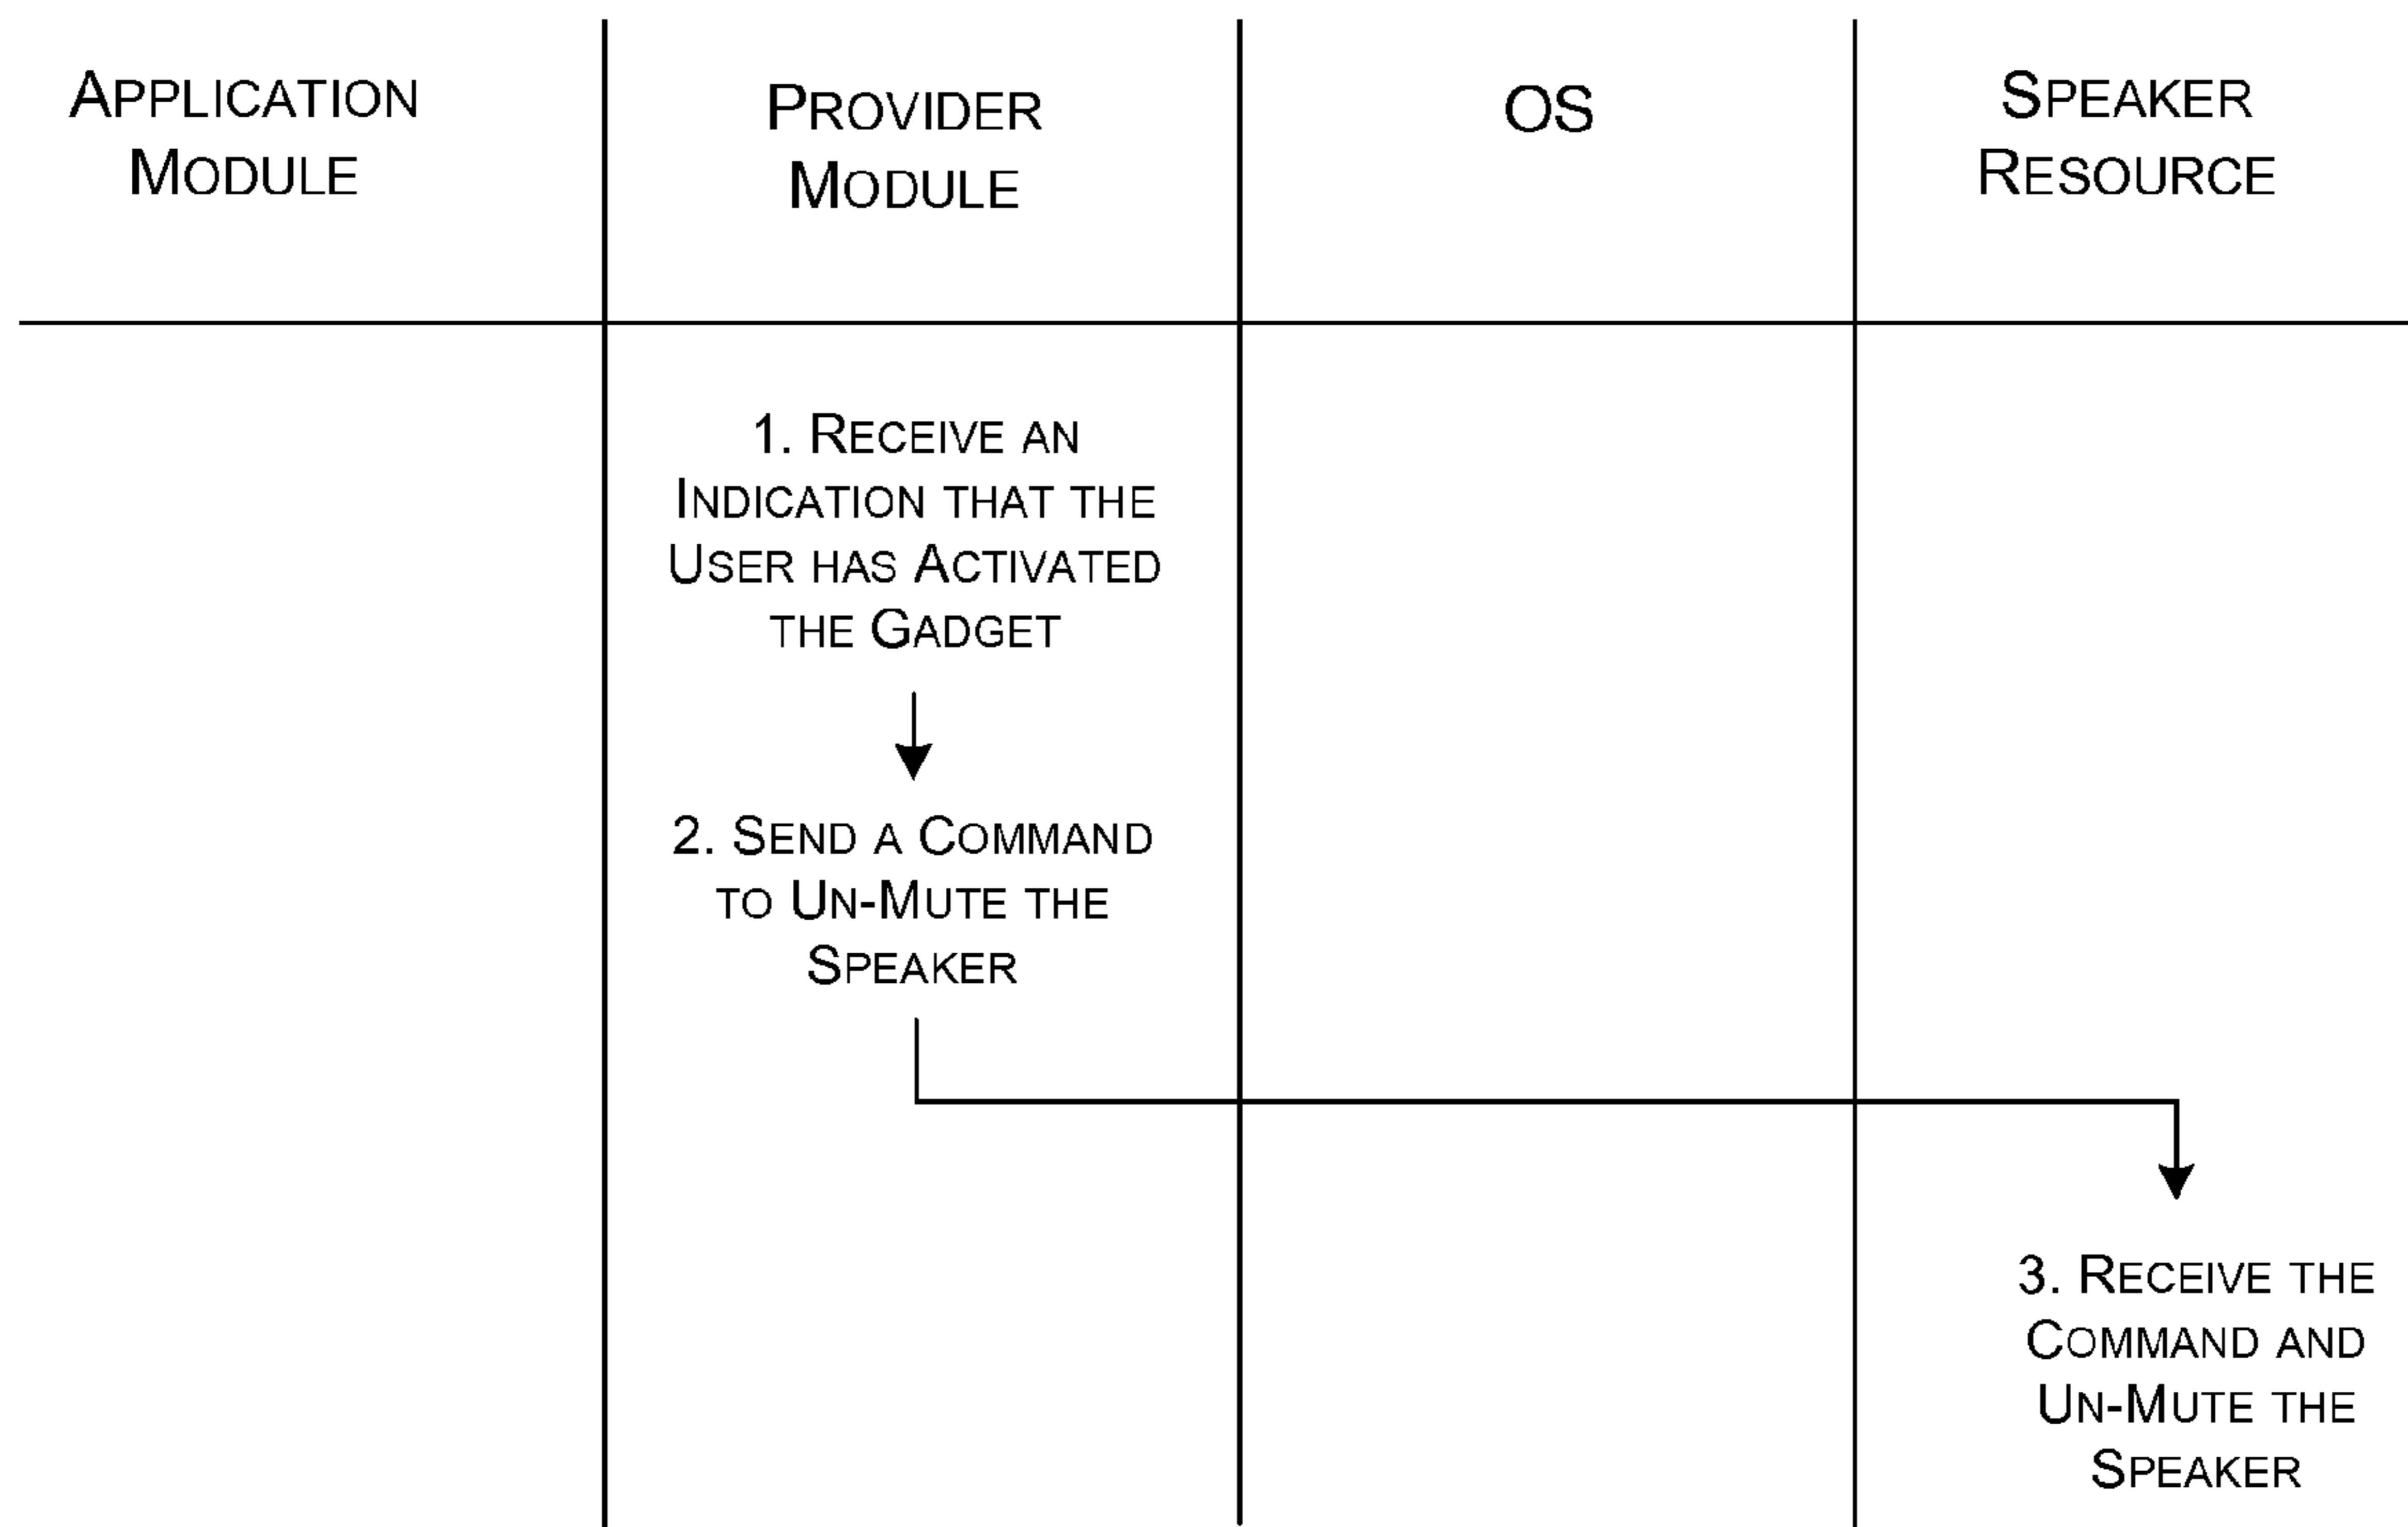 APPLICATION
MODULE
PROVIDER
MODULE
OS
SPEAKER
RESOURCE
1. RECEIVE AN
INDICATION THAT THE
USER HAS ACTIVATED
THE GADGET
2. SEND A COMMAND
TO UN-MUTE THE
SPEAKER
3. RECEIVE THE
COMMAND AND
UN-MUTE THE
SPEAKER